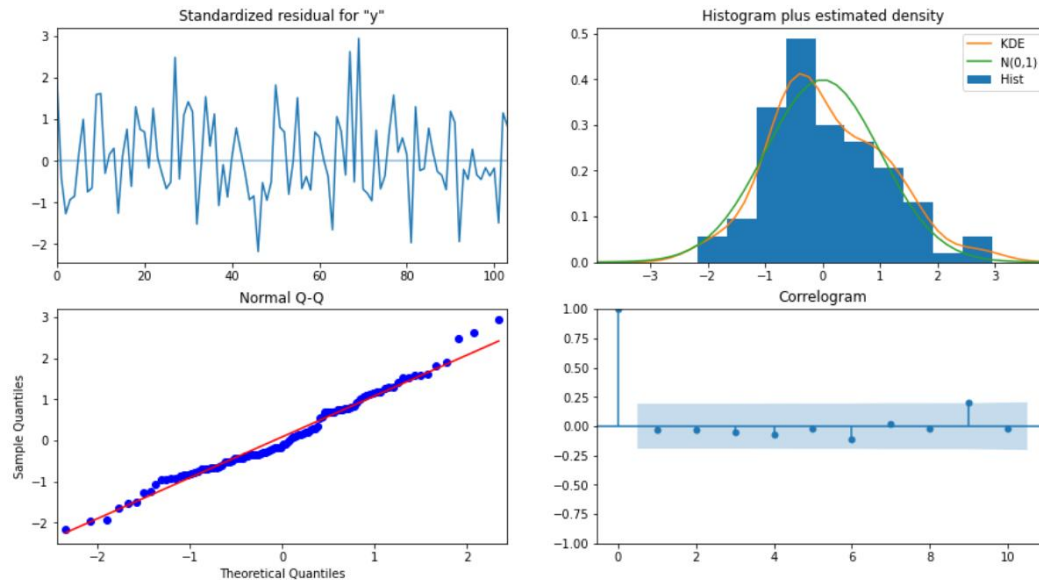 Standardized residual for "y"
3
2
1
0
−1
−2
0 20 40 60 80 100
Histogram plus estimated density
KDE
N(0,1)
Hist
0.5
0.4
0.3
0.2
0.1
0.0
−3 −2 −1 0 1 2 3
Normal Q-Q
Sample Quantiles
3
2
1
0
−1
−2
−2 −1 0 1 2
Theoretical Quantiles
Correlogram
1.00
0.75
0.50
0.25
0.00
−0.25
−0.50
−0.75
−1.00
0 2 4 6 8 10